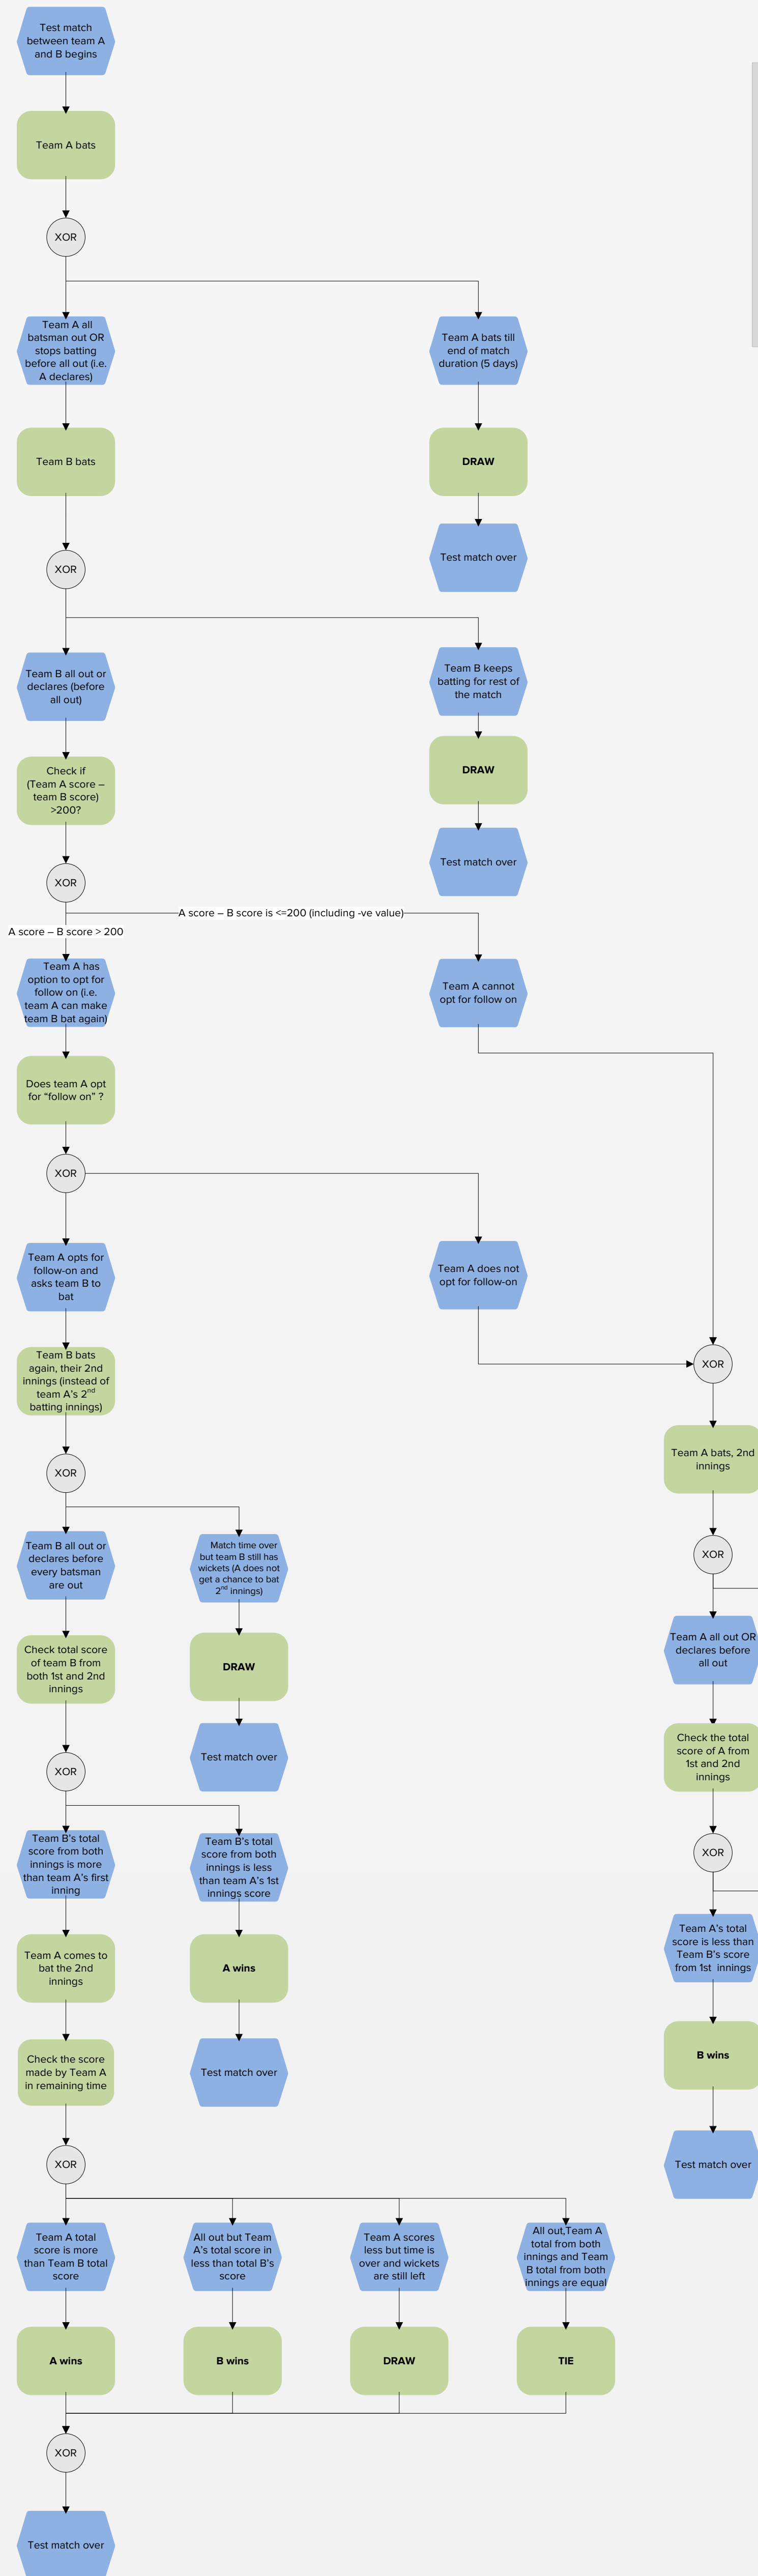 Test match
between team A
and B begins
Team A bats
XOR
Team A all
batsman out OR
stops batting
before all out (i.e.
A declares)
Team A bats till
end of match
duration (5 days)
Team B bats
DRAW
Test match over
XOR
Team B all out or
declares (before
all out)
Team B keeps
batting for rest of
the match
Check if
(Team A score –
team B score)
>200?
DRAW
Test match over
XOR
A score – B score is <=200 (including -ve value)
A score – B score > 200
Team A has
option to opt for
follow on (i.e.
team A can make
team B bat again)
Team A cannot
opt for follow on
Does team A opt
for “follow on” ?
XOR
Team A opts for
follow-on and
asks team B to
bat
Team A does not
opt for follow-on
XOR
Team B bats
again, their 2nd
innings (instead of
team A’s 2nd
batting innings)
Team A bats, 2nd
innings
XOR
XOR
Team B all out or
declares before
every batsman
are out
Match time over
but team B still has
wickets (A does not
get a chance to bat
2nd innings)
Team A all out OR
declares before
all out
Check total score
of team B from
both 1st and 2nd
innings
DRAW
Test match over
Check the total
score of A from
1st and 2nd
innings
XOR
XOR
Team B’s total
score from both
innings is more
than team A’s first
inning
Team B’s total
score from both
innings is less
than team A’s 1st
innings score
Team A’s total
score is less than
Team B’s score
from 1st innings
Team A comes to
bat the 2nd
innings
A wins
B wins
Check the score
made by Team A
in remaining time
Test match over
Test match over
XOR
Team A total
score is more
than Team B total
score
All out but Team
A’s total score in
less than total B’s
score
Team A scores
less but time is
over and wickets
are still left
All out,Team A
total from both
innings and Team
B total from both
innings are equal
A wins
B wins
DRAW
TIE
XOR
Test match over